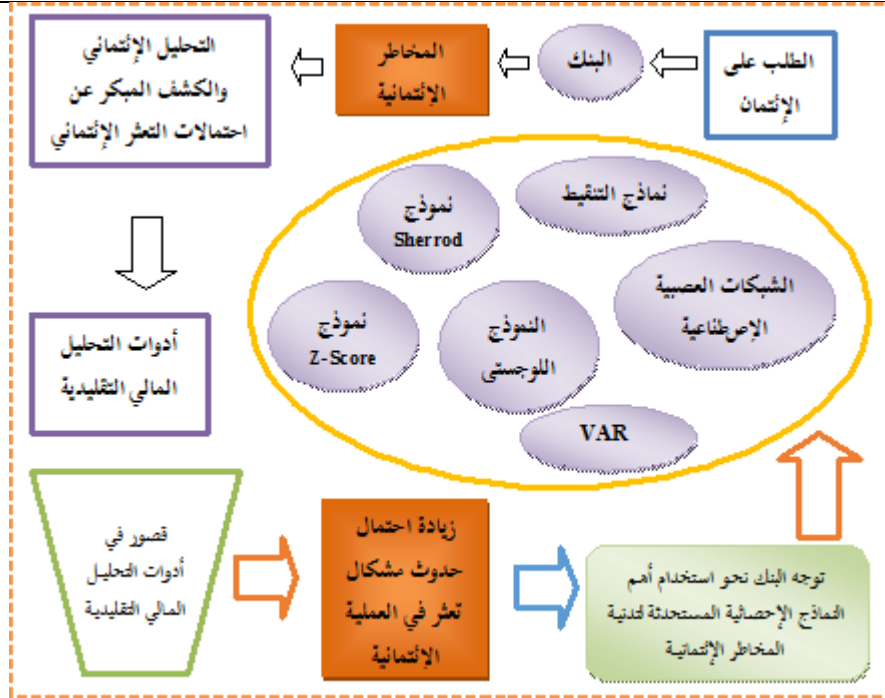 الطلب على
الإئتمان
البنك
المخاطر
الإئتمانية
التحليل الإئتماني
والكشف المبكر عن
احتمالات التعثر الإئتماني
نماذج التنقيط
نموذج
Sherrod
الشبكات العصبية
الإصطناعية
النموذج
اللوجستي
نموذج
Z-Score
VAR
أدوات التحليل
المالي التقليدية
قصور في
أدوات التحليل
المالي التقليدية
زيادة احتمال
حدوث مشكال
تعثر في العملية
الإئتمانية
توجه البنك نحو استخدام أهم
النماذج الإحصائية المستحدثة لتدنية
المخاطر الإئتمانية